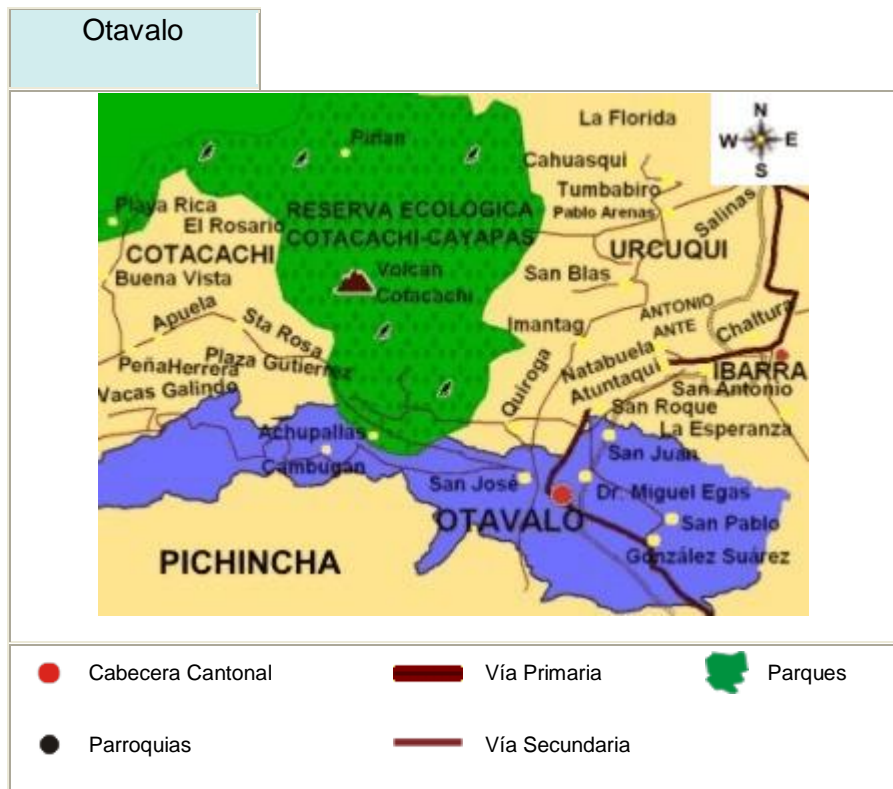 Otavalo
N
W E
S
La Florida
Piñan
Cahuasqui
Tumbabiro
Pablo Arenas
Playa Rica
El Rosario
RESERVA ECOLÓGICA
COTACACHI-CAYAPAS
Salinas
COTACACHI
URCUQUI
Buena Vista
Volcán
Cotacachi
San Blas
Apuela
Sta Rosa
Imantag
ANTONIO
ANTE
Chaltura
PeñaHerrera
Plaza Gutierrez
Natabuela
Atuntaqui
IBARRA
Vacas Galindo
Quiroga
San Antonio
San Roque
La Esperanza
Achupallas
Cambugan
San Juan
San José
Dr. Miguel Egas
OTAVALO
San Pablo
González Suárez
PICHINCHA
Cabecera Cantonal
Vía Primaria
Parques
Parroquias
Vía Secundaria